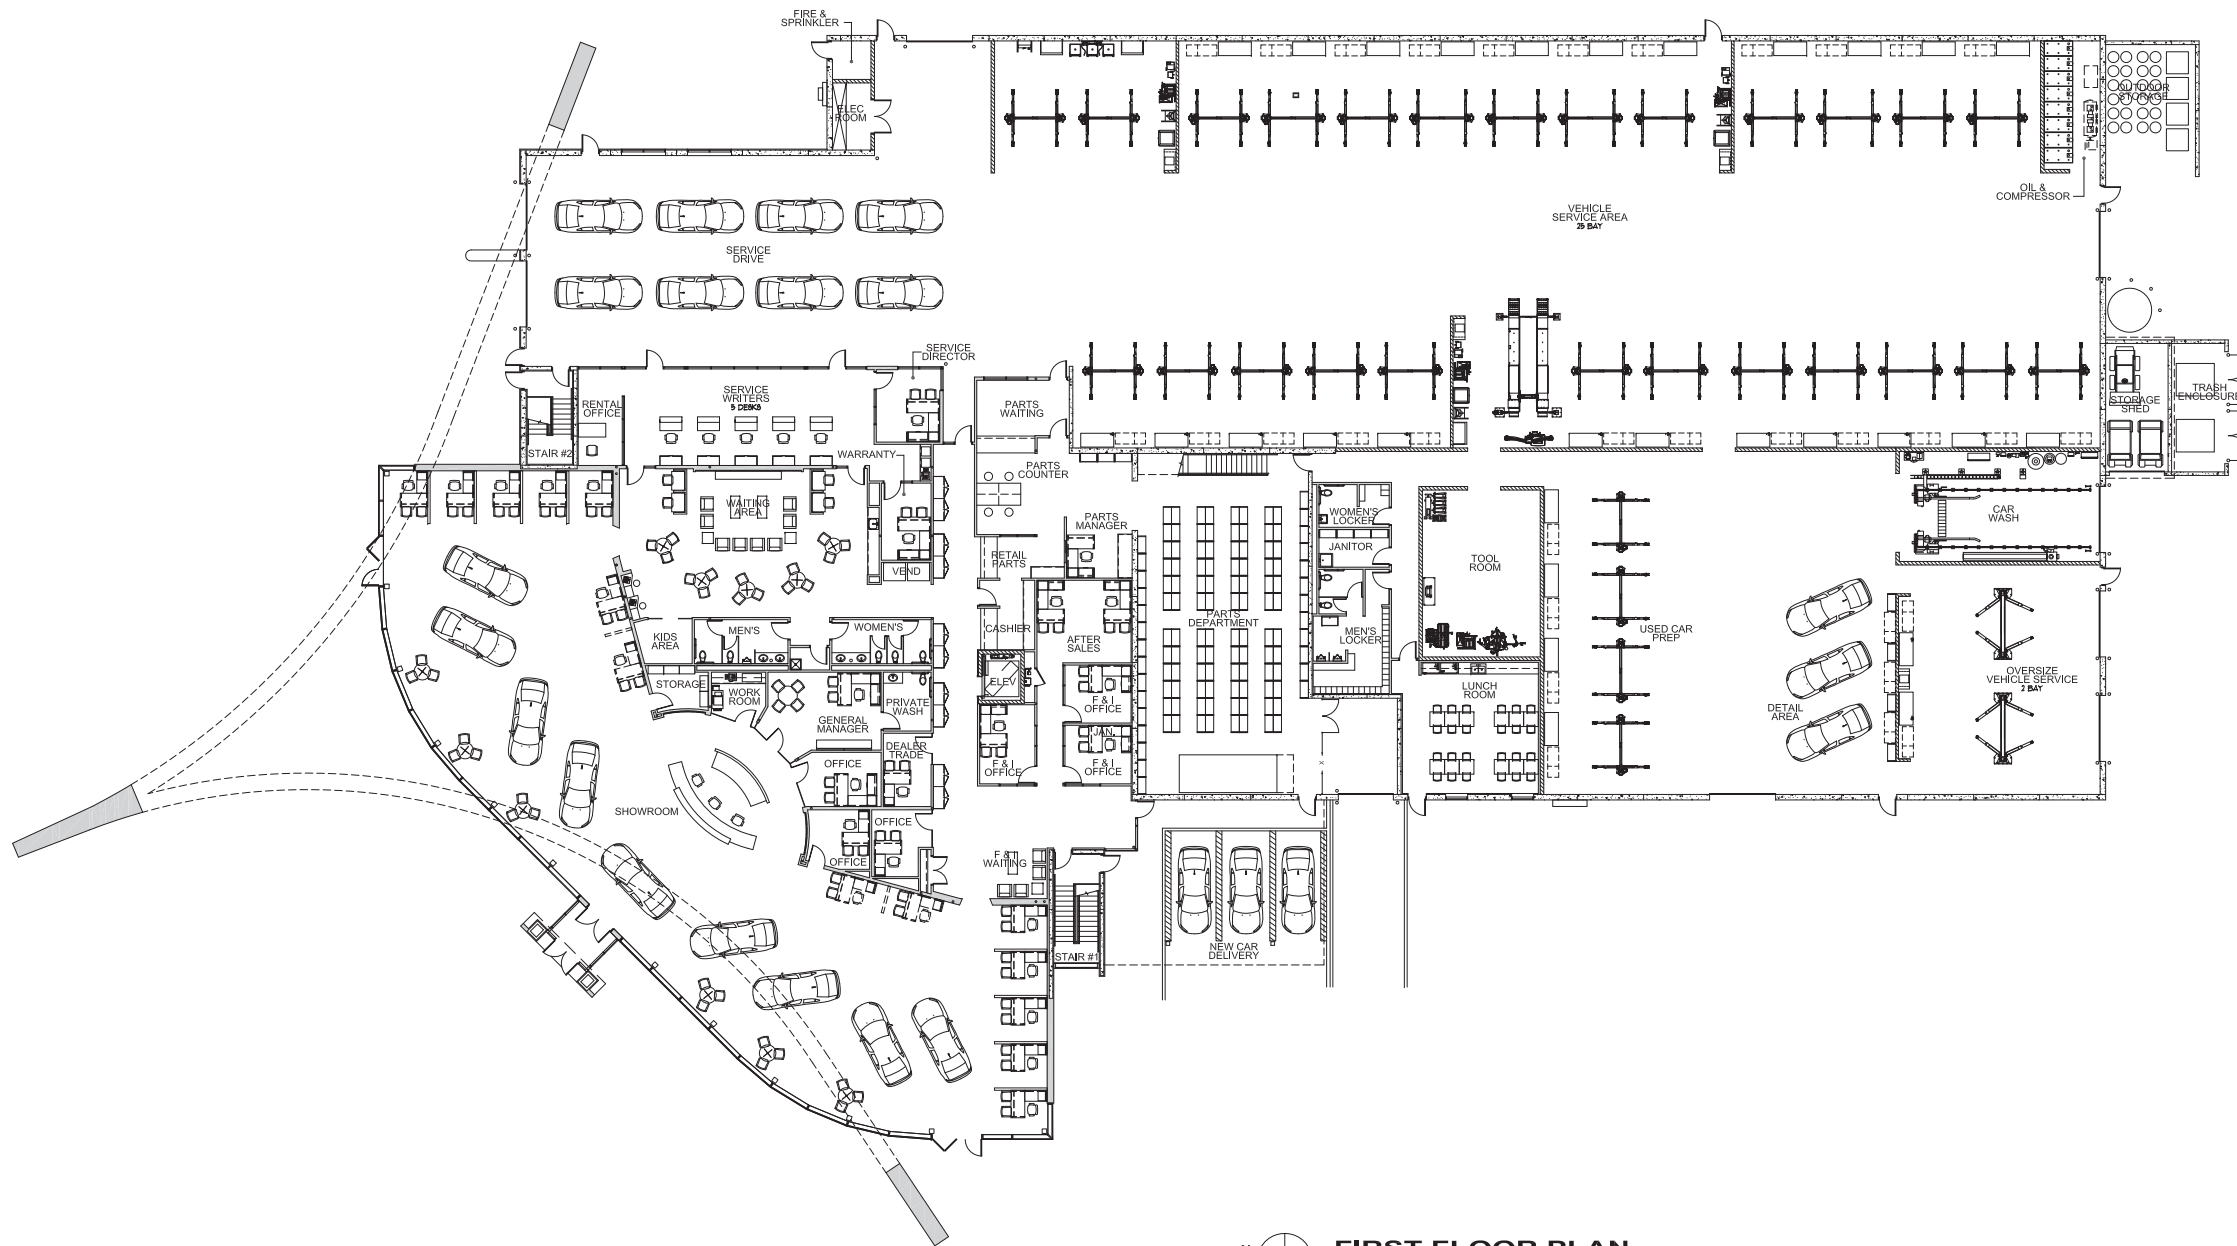 FIRE &
SPRINKLER
ELEC
ROOM
OUTDOOR
STORAGE
OIL &
COMPRESSOR
VEHICLE
SERVICE AREA
25 BAY
SERVICE
DRIVE
SERVICE
DIRECTOR
SERVICE
WRITERS
5 DESKS
RENTAL
OFFICE
STAIR #2
PARTS
WAITING
STORAGE
SHED
TRASH
ENCLOSURE
WARRANTY
PARTS
COUNTER
WAITING
AREA
PARTS
MANAGER
WOMEN'S
LOCKER
CAR
WASH
JANITOR
RETAIL
PARTS
VEND
TOOL
ROOM
KIDS
AREA
MEN'S
WOMEN'S
CASHIER
AFTER
SALES
PARTS
DEPARTMENT
MEN'S
LOCKER
USED CAR
PREP
OVERSIZE
VEHICLE SERVICE
2 BAY
STORAGE
WORK
ROOM
ELEV
PRIVATE
WASH
F & I
OFFICE
LUNCH
ROOM
GENERAL
MANAGER
DETAIL
AREA
JAN.
DEALER
TRADE
OFFICE
F & I
OFFICE
F & I
OFFICE
SHOWROOM
OFFICE
OFFICE
F & I
WAITING
STAIR #1
NEW CAR
DELIVERY
FIRST FLOOR PLAN